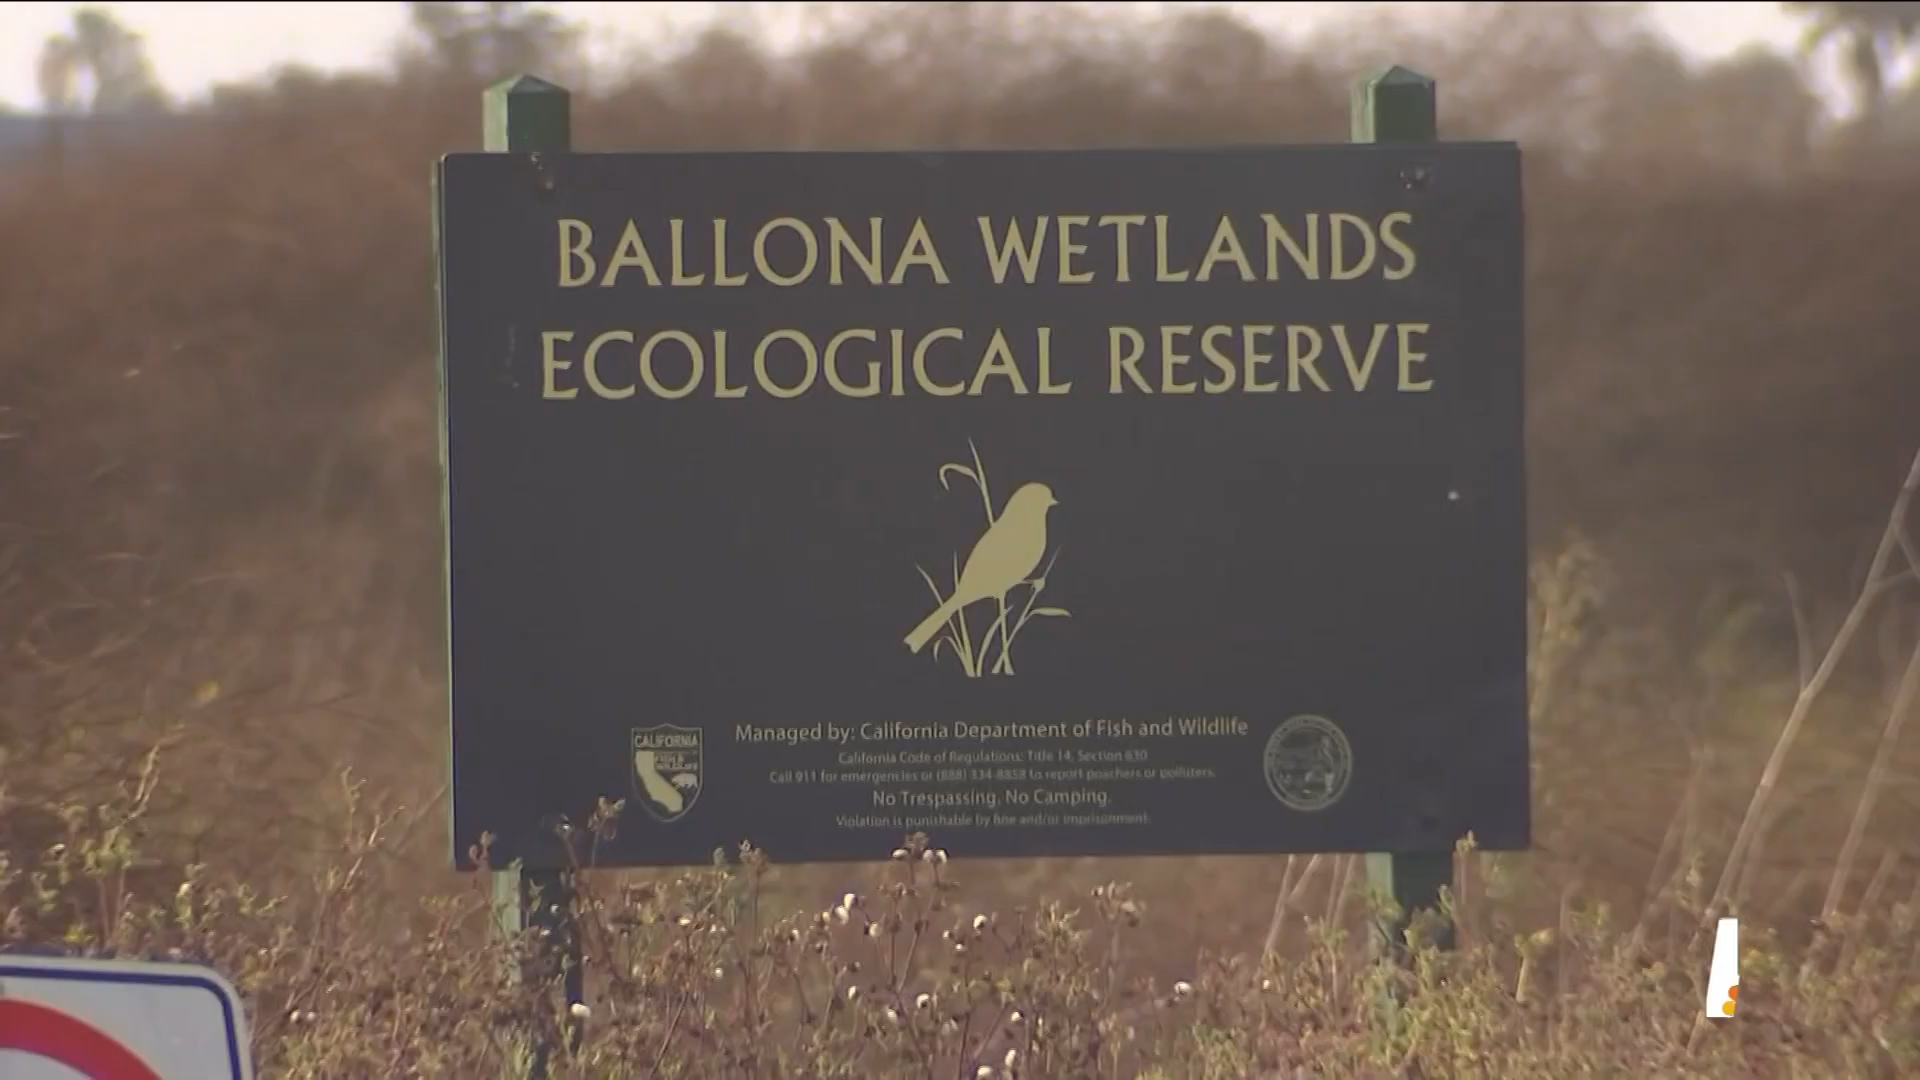 BALLONA WETLANDS
ECOLOGICAL RESERVE
CALIFORNIA
FISH &
WILDLIFE
Managed by: California Department of Fish and Wildlife
California Code of Regulations: Title 14, Section 630
Call 911 for emergencies or (888) 334-8858 to report poachers or polluters.
No Trespassing, No Camping.
Violation is punishable by fine and/or imprisonment.